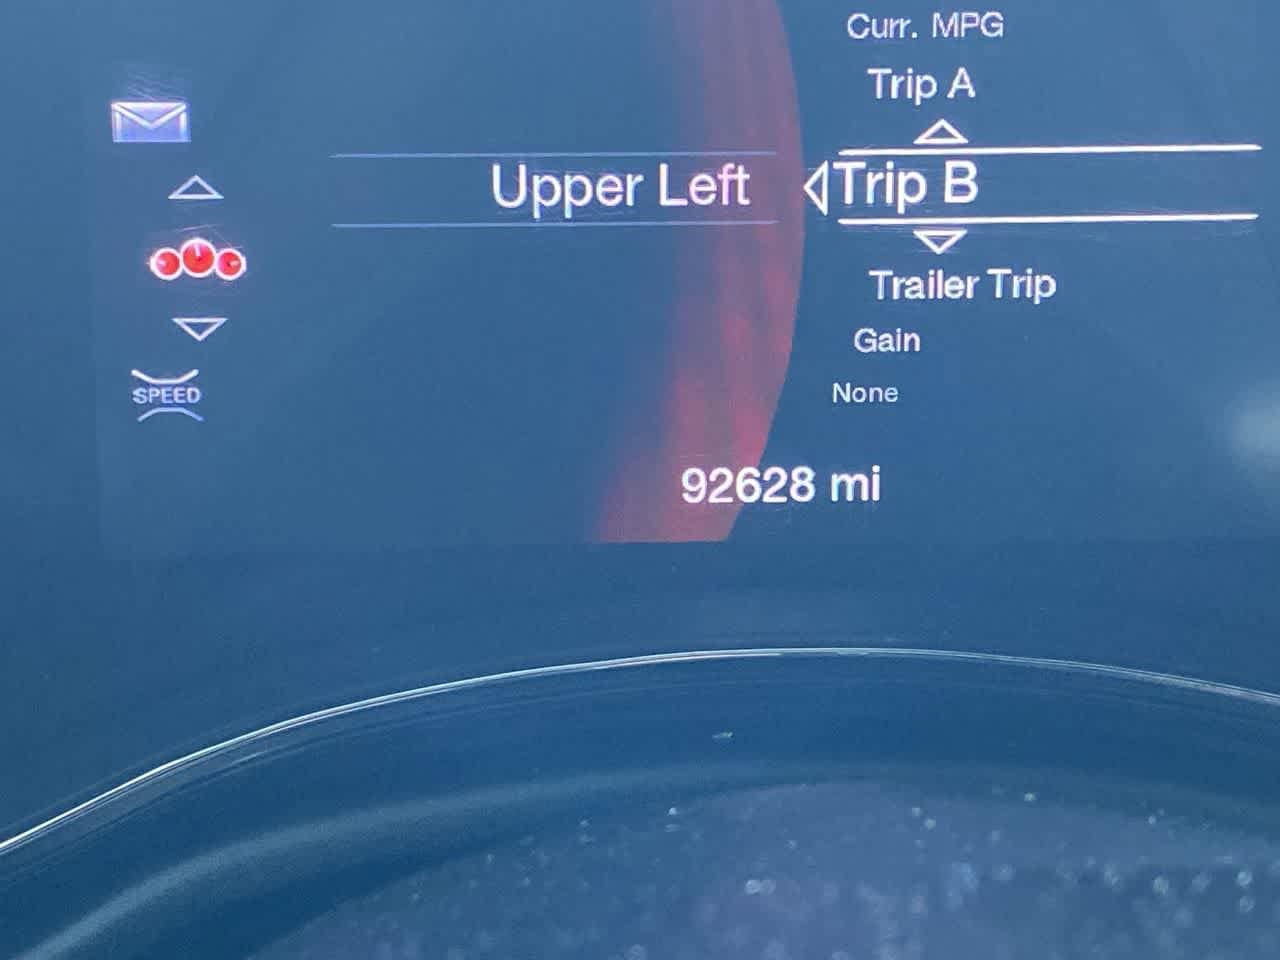 Curr. MPG
Trip A
Upper Left
Trip B
Trailer Trip
Gain
SPEED
None
92628 mi